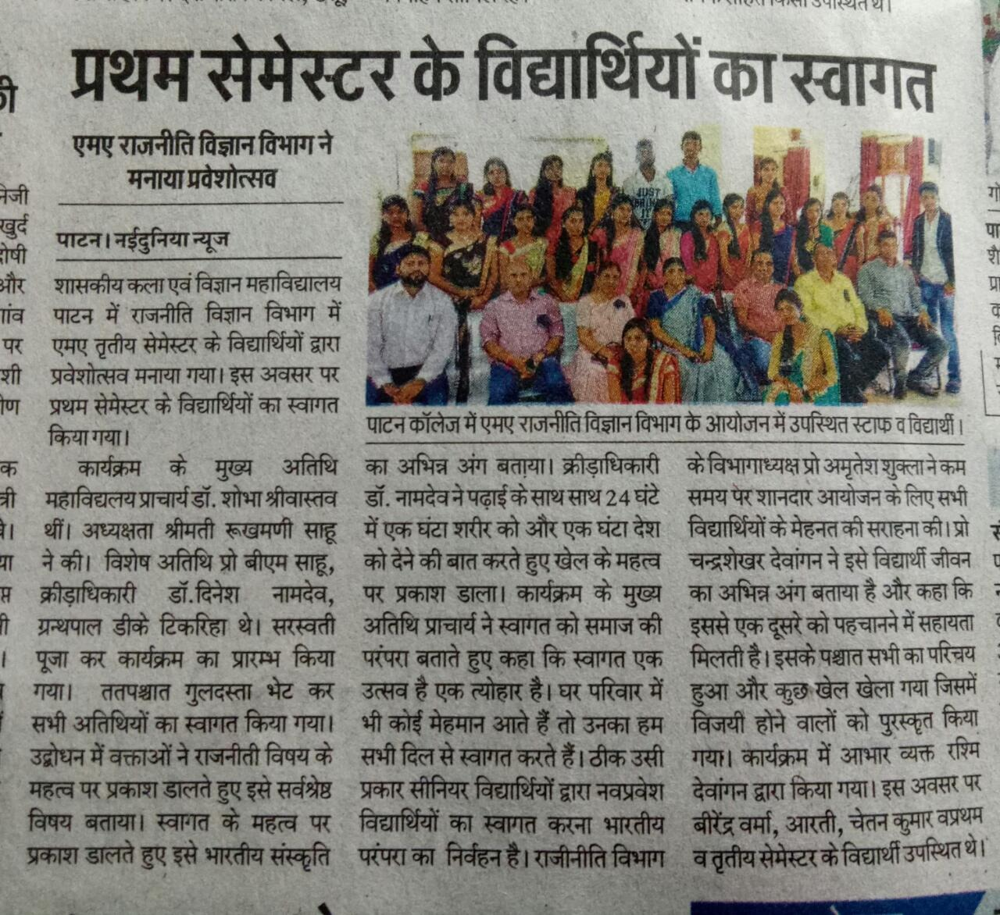 प्रथम सेमेस्टर के विद्यार्थियों का स्वागत
एमए राजनीति विज्ञान विभाग ने
मनाया प्रवेशोत्सव
पाटन। नईदुनिया न्यूज
शासकीय कला एवं विज्ञान महाविद्यालय
पाटन में राजनीति विज्ञान विभाग में
एमए तृतीय सेमेस्टर के विद्यार्थियों द्वारा
प्रवेशोत्सव मनाया गया। इस अवसर पर
प्रथम सेमेस्टर के विद्यार्थियों का स्वागत
किया गया।
कार्यक्रम के मुख्य अतिथि
महाविद्यलय प्राचार्य डॉ. शोभा श्रीवास्तव
थीं। अध्यक्षता श्रीमती रूखमणी साहू
ने की। विशेष अतिथि प्रो बीएम साहू,
क्रीड़ाधिकारी डॉ.दिनेश नामदेव,
ग्रन्थपाल डीके टिकरिहा थे। सरस्वती
पूजा कर कार्यक्रम का प्रारम्भ किया
गया। ततपश्चात गुलदस्ता भेट कर
सभी अतिथियों का स्वागत किया गया।
उद्बोधन में वक्ताओं ने राजनीती विषय के
महत्व पर प्रकाश डालते हुए इसे सर्वश्रेष्ठ
विषय बताया। स्वागत के महत्व पर
प्रकाश डालते हुए इसे भारतीय संस्कृति
JUST
IT
पाटन कॉलेज में एमए राजनीति विज्ञान विभाग के आयोजन में उपस्थित स्टाफ व विद्यार्थी।
का अभिन्न अंग बताया। क्रीड़ाधिकारी
डॉ. नामदेव ने पढ़ाई के साथ साथ 24 घंटे
में एक घंटा शरीर को और एक घंटा देश
को देने की बात करते हुए खेल के महत्व
पर प्रकाश डाला। कार्यक्रम के मुख्य
अतिथि प्राचार्य ने स्वागत को समाज की
परंपरा बताते हुए कहा कि स्वागत एक
उत्सव है एक त्योहार है। घर परिवार में
भी कोई मेहमान आते हैं तो उनका हम
सभी दिल से स्वागत करते हैं। ठीक उसी
प्रकार सीनियर विद्यार्थियों द्वारा नवप्रवेश
विद्यार्थियों का स्वागत करना भारतीय
परंपरा का निर्वहन है। राजीनीति विभाग
के विभागाध्यक्ष प्रो अमृतेश शुक्ला ने कम
समय पर शानदार आयोजन के लिए सभी
विद्यार्थियों के मेहनत की सराहना की। प्रो
चन्द्रशेखर देवांगन ने इसे विद्यार्थी जीवन
का अभिन्न अंग बताया है और कहा कि
इससे एक दूसरे को पहचानने में सहायता
मिलती है। इसके पश्चात सभी का परिचय
हुआ और कुछ खेल खेला गया जिसमें
विजयी होने वालों को पुरस्कृत किया
गया। कार्यक्रम में आभार व्यक्त रश्मि
देवांगन द्वारा किया गया। इस अवसर पर
बीरेंद्र वर्मा, आरती, चेतन कुमार वप्रथम
व तृतीय सेमेस्टर के विद्यार्थी उपस्थित थे।